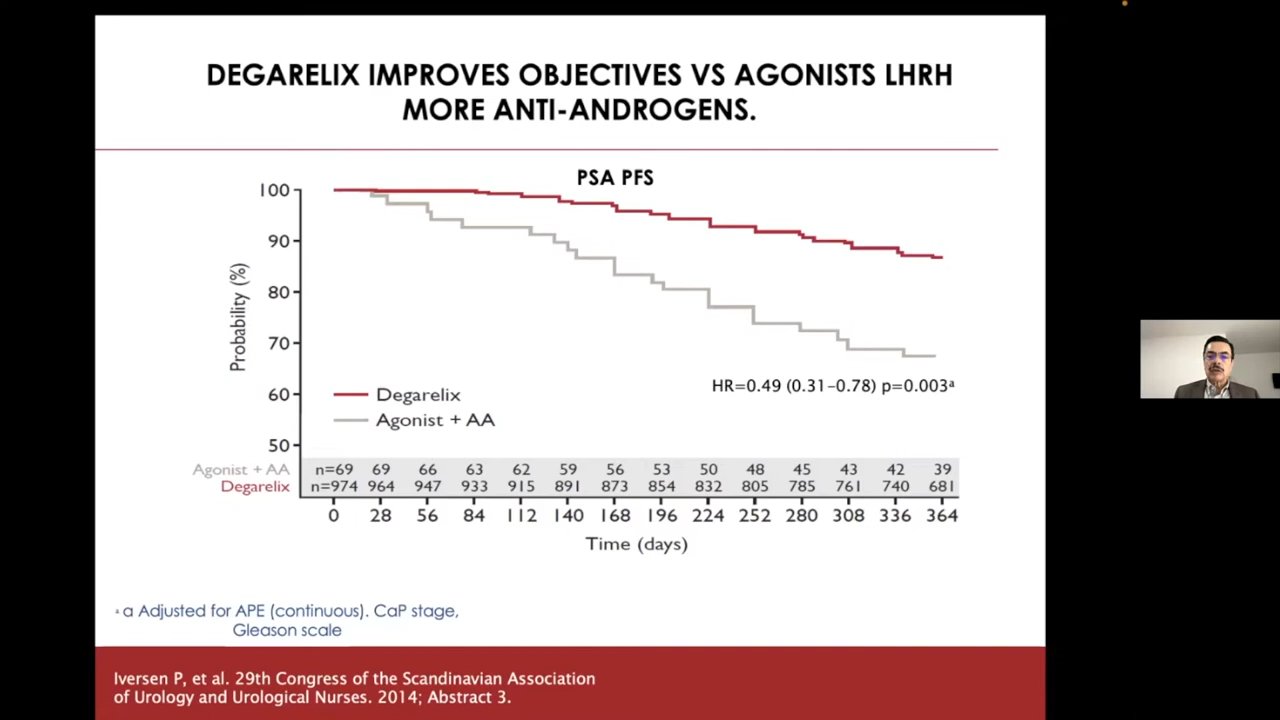 DEGARELIX IMPROVES OBJECTIVES VS AGONISTS LHRH
MORE ANTI-ANDROGENS.
PSA PFS
100
90
80
70
60
50
Probability (%)
HR=0.49 (0.31–0.78) p=0.003ᵃ
Degarelix
Agonist + AA
Agonist + AA n=69 69 66 63 62 59 56 53 50 48 45 43 42 39
Degarelix n=974 964 947 933 915 891 873 854 832 805 785 761 740 681
0 28 56 84 112 140 168 196 224 252 280 308 336 364
Time (days)
ᵃ a Adjusted for APE (continuous). CaP stage,
Gleason scale
Iversen P, et al. 29th Congress of the Scandinavian Association
of Urology and Urological Nurses. 2014; Abstract 3.